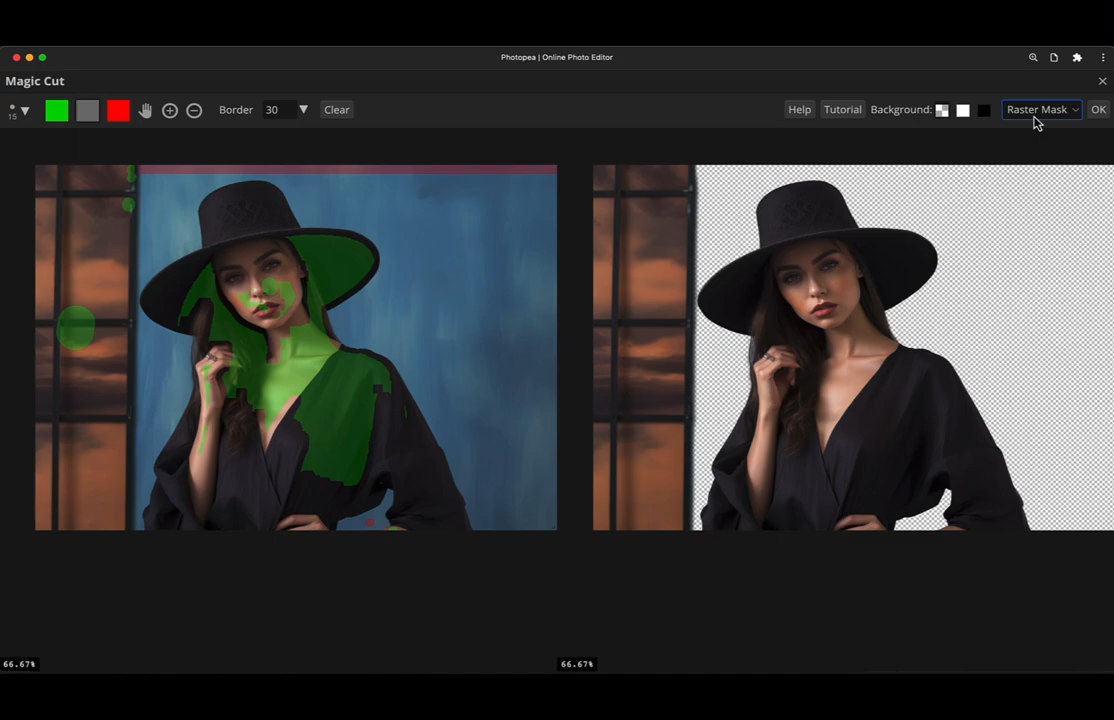 Photopea | Online Photo Editor
Magic Cut
15
Border 30 Clear
Help Tutorial Background: Raster Mask OK
66.67% 66.67%